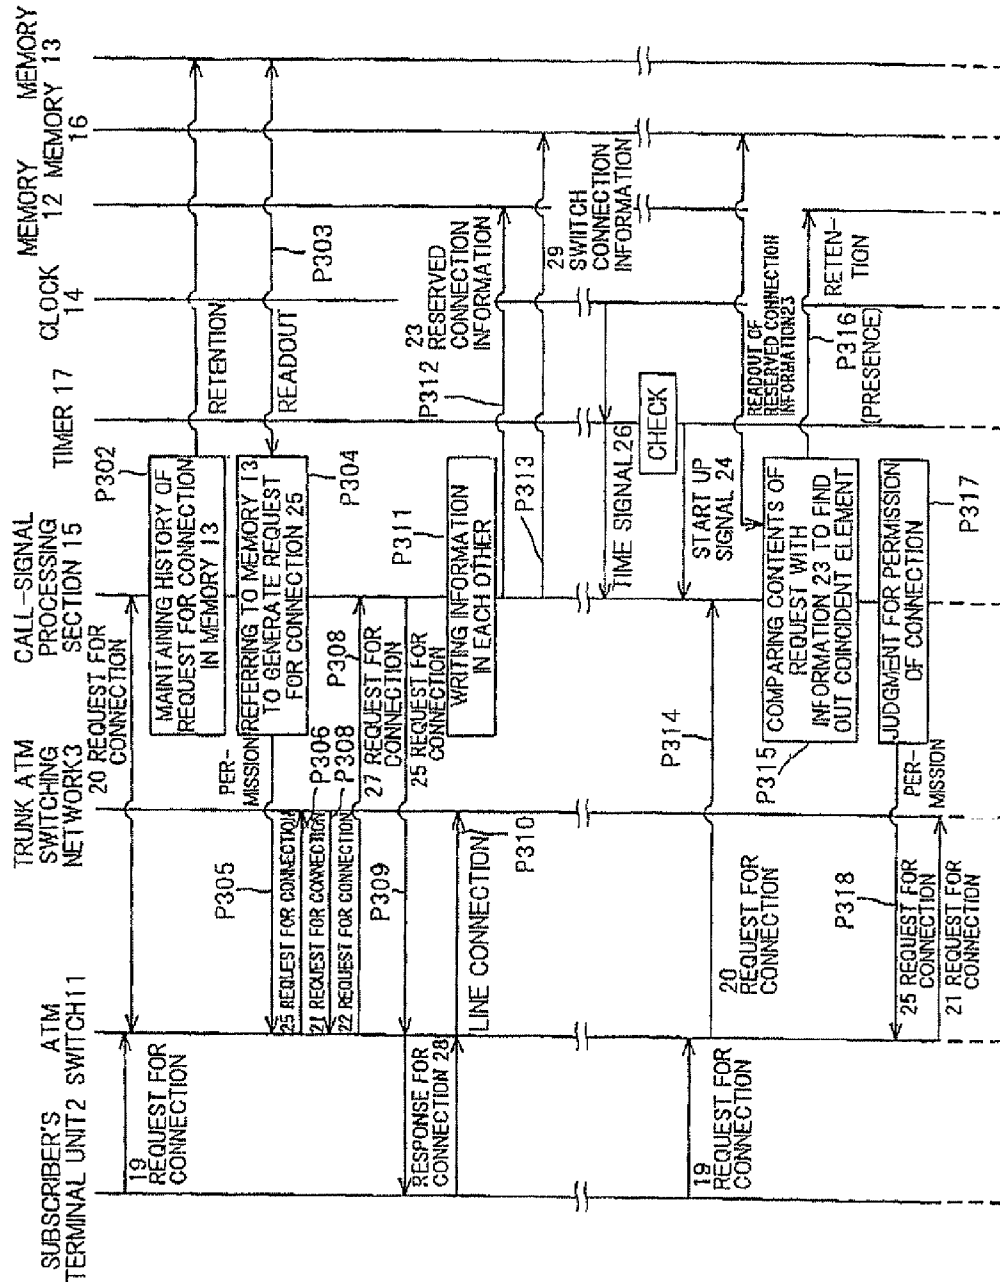 SUBSCRIBER'S
TERMINAL UNIT2
ATM
SWITCH11
TRUNK ATM
SWITCHING
NETWORK3
CALL-SIGNAL
PROCESSING
SECTION 15
TIMER 17
CLOCK
14
MEMORY
12
MEMORY
16
MEMORY
13
19
REQUEST FOR
CONNECTION
20 REQUEST FOR
CONNECTION
P302
MAINTAINING HISTORY OF
REQUEST FOR CONNECTION
IN MEMORY 13
RETENTION
PER-
MISSION
REFERRING TO MEMORY 13
TO GENERATE REQUEST
FOR CONNECTION 25
P304
READOUT
P303
P305
25 REQUEST FOR CONNECTION
P306
21 REQUEST FOR CONNECTION
P308
22 REQUEST FOR CONNECTION
P308
27 REQUEST FOR
CONNECTION
P309
25 REQUEST FOR
CONNECTION
RESPONSE FOR
CONNECTION 28
LINE CONNECTION
P310
P311
WRITING INFORMATION
IN EACH OTHER
P312
23
RESERVED
CONNECTION
INFORMATION
P313
29
SWIITCH
CONNECTION
INFORMATION
TIME SIGNAL26
CHECK
START UP
SIGNAL 24
19
REQUEST FOR
CONNECTION
20
REQUEST FOR
CONNECTION
P314
READOUT OF
RESERVED CONNECTION
INFORMATION23
P315
COMPARING CONTENTS OF
REQUEST WITH
INFORMATION 23 TO FIND
OUT COINCIDENT ELEMENT
P316
(PRESENCE)
RETEN-
TION
JUDGMENT FOR PERMISSION
OF CONNECTION
P317
PER-
MISSION
P318
25 REQUEST FOR
CONNECTION
21 REQUEST FOR
CONNECTION